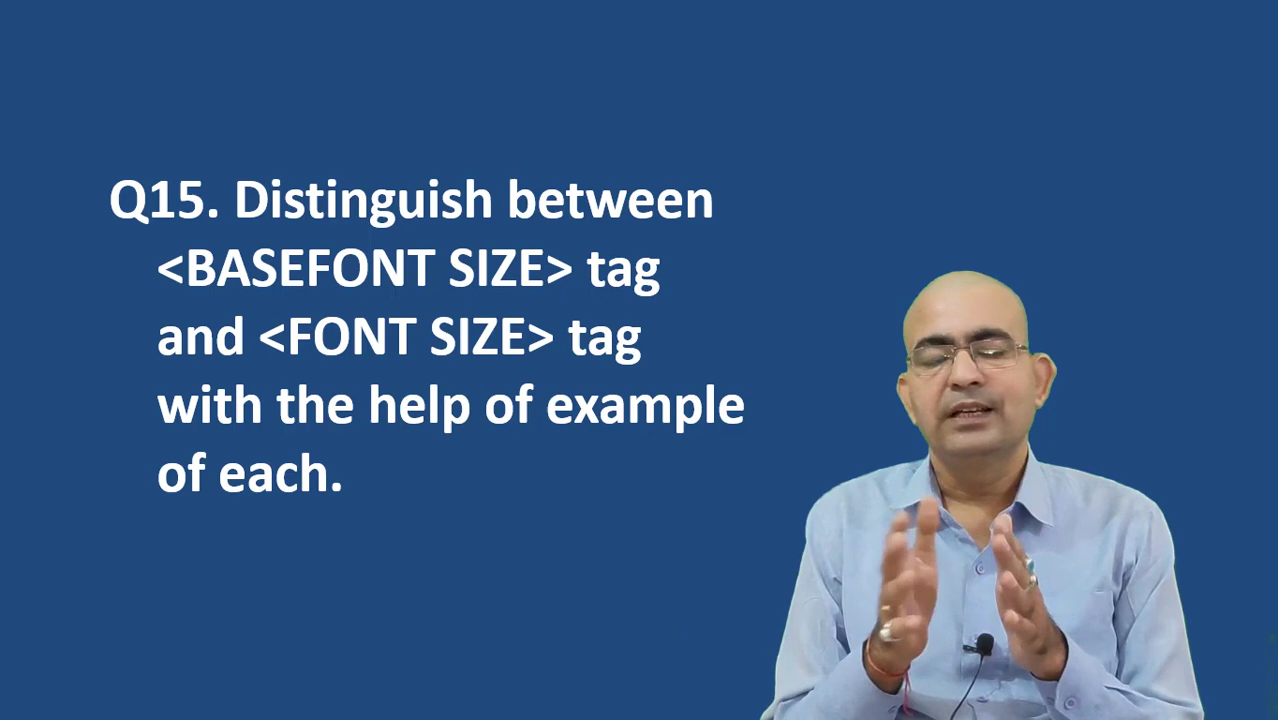 Q15. Distinguish between
<BASEFONT SIZE> tag
and <FONT SIZE> tag
with the help of example
of each.